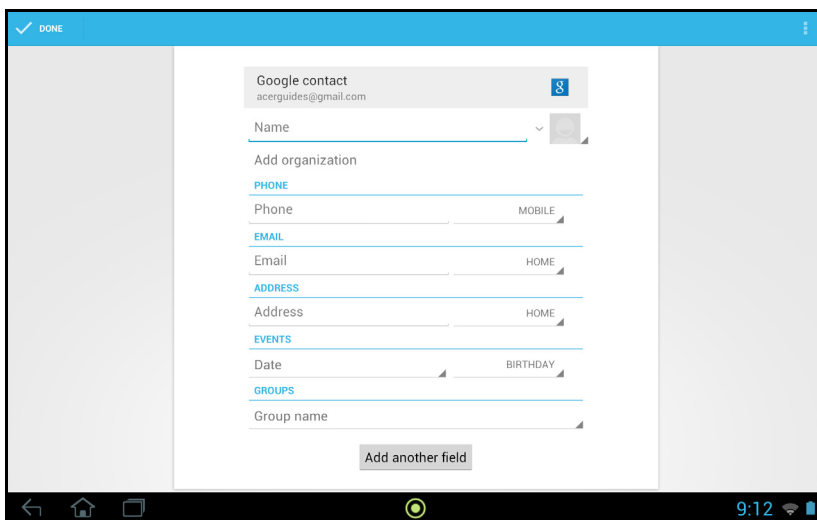 DONE
Google contact
acerguides@gmail.com
g
Name
Add organization
PHONE
Phone MOBILE
EMAIL
Email HOME
ADDRESS
Address HOME
EVENTS
Date BIRTHDAY
GROUPS
Group name
Add another field
9:12